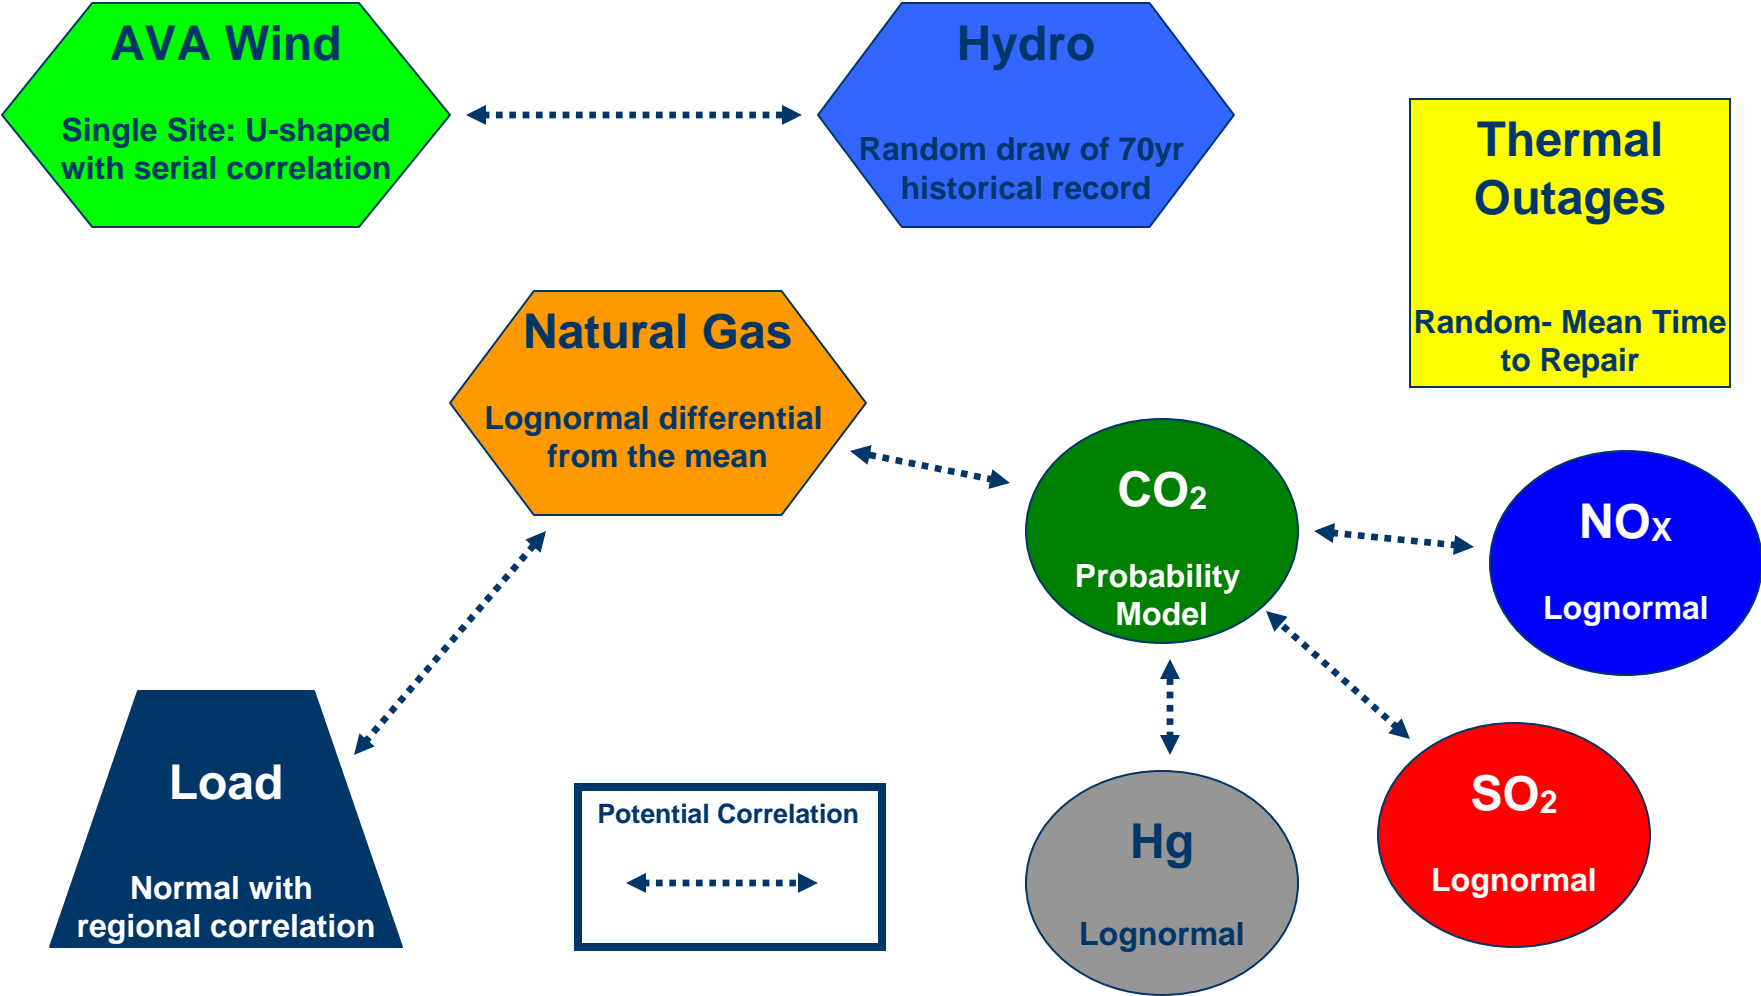 AVA Wind
Single Site: U-shaped
with serial correlation
Hydro
Random draw of 70yr
historical record
Thermal
Outages
Random- Mean Time
to Repair
Natural Gas
Lognormal differential
from the mean
CO₂
Probability
Model
NOX
Lognormal
Load
Normal with
regional correlation
Potential Correlation
Hg
Lognormal
SO₂
Lognormal